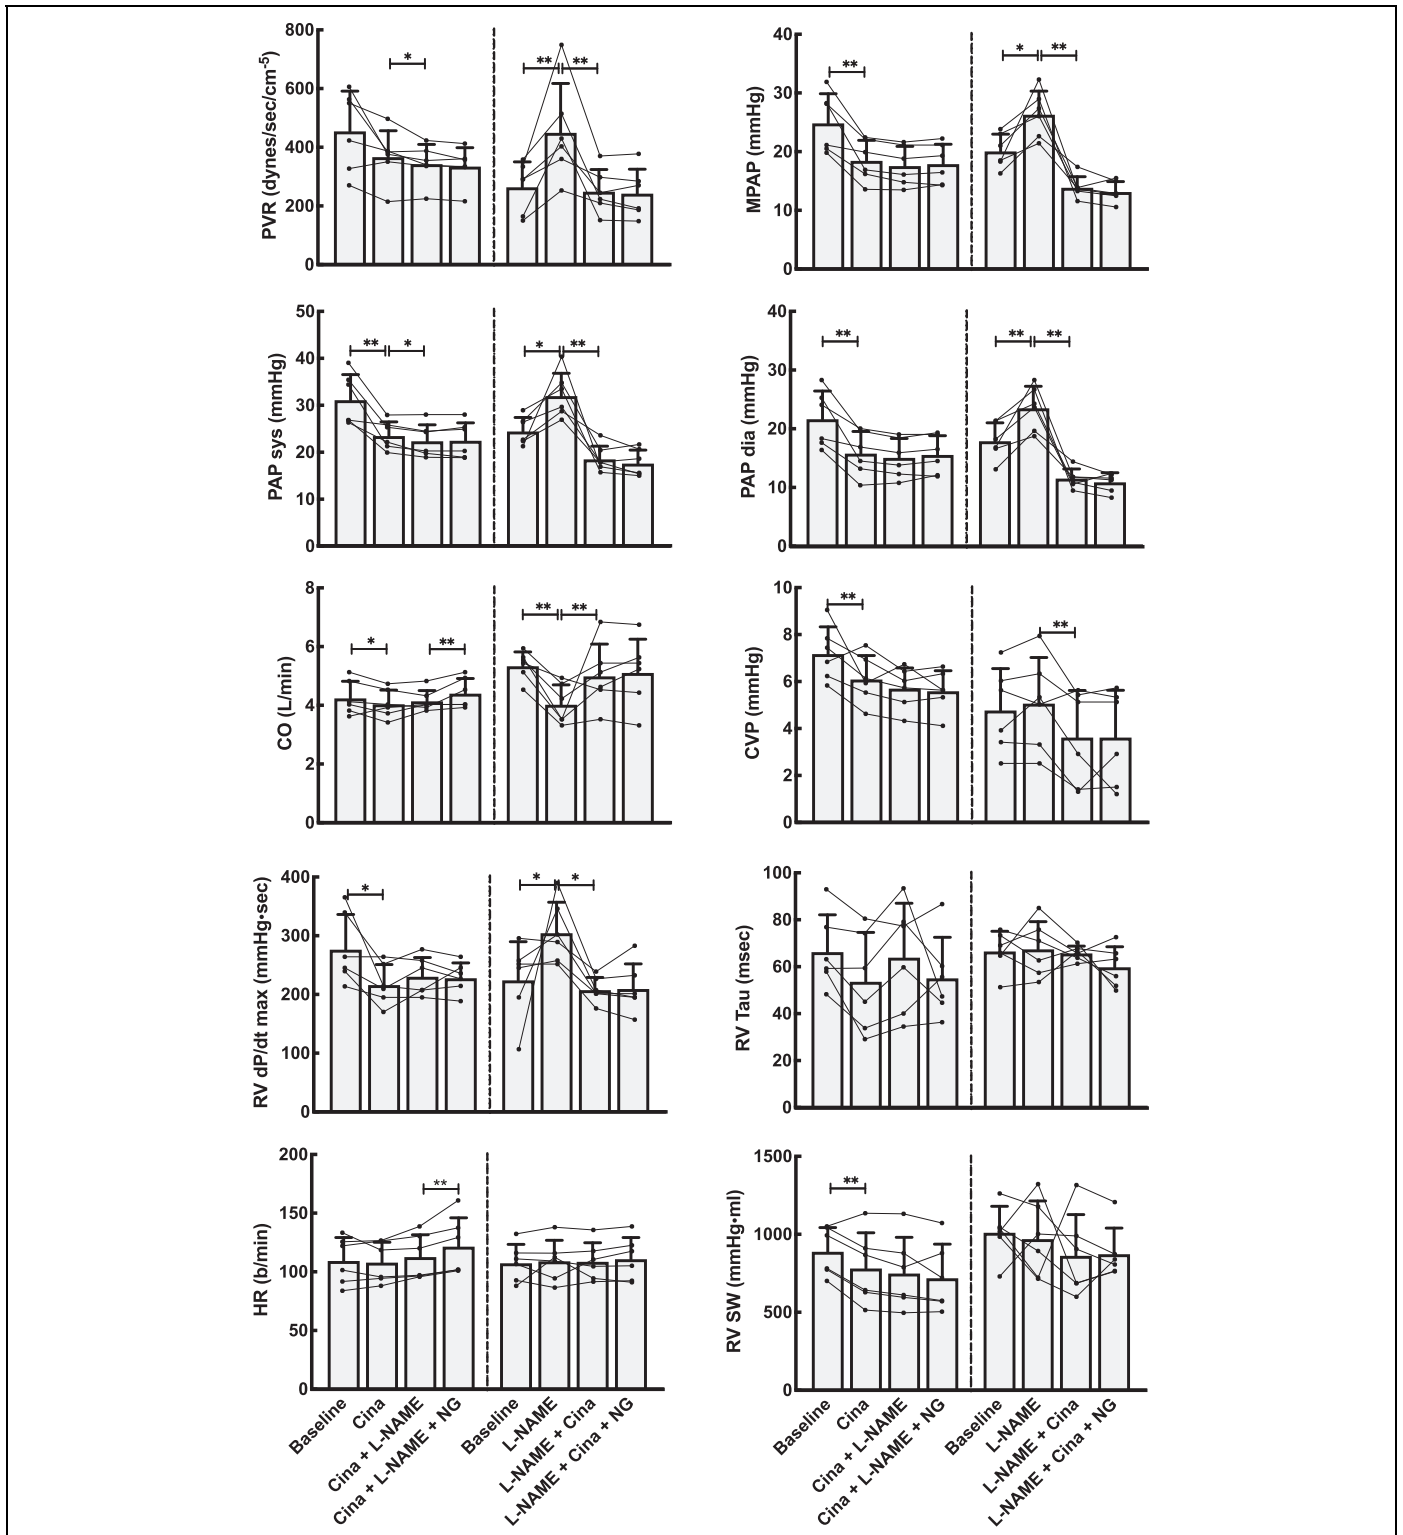 800
600
400
200
0
PVR (dynes/sec/cm-5)
*
**
**
40
30
20
10
0
MPAP (mmHg)
**
*
**
50
40
30
20
10
0
PAP sys (mmHg)
**
*
*
**
40
30
20
10
0
PAP dia (mmHg)
**
**
**
8
6
4
2
0
CO (L/min)
*
**
**
**
10
8
6
4
2
0
CVP (mmHg)
**
**
400
300
200
100
0
RV dP/dt max (mmHg•sec)
*
*
*
100
80
60
40
20
0
RV Tau (msec)
200
150
100
50
0
HR (b/min)
**
1500
1000
500
0
RV SW (mmHg•ml)
**
Baseline
Cina
Cina + L-NAME
Cina + L-NAME + NG
Baseline
L-NAME
L-NAME + Cina
L-NAME + Cina + NG
Baseline
Cina
Cina + L-NAME
Cina + L-NAME + NG
Baseline
L-NAME
L-NAME + Cina
L-NAME + Cina + NG